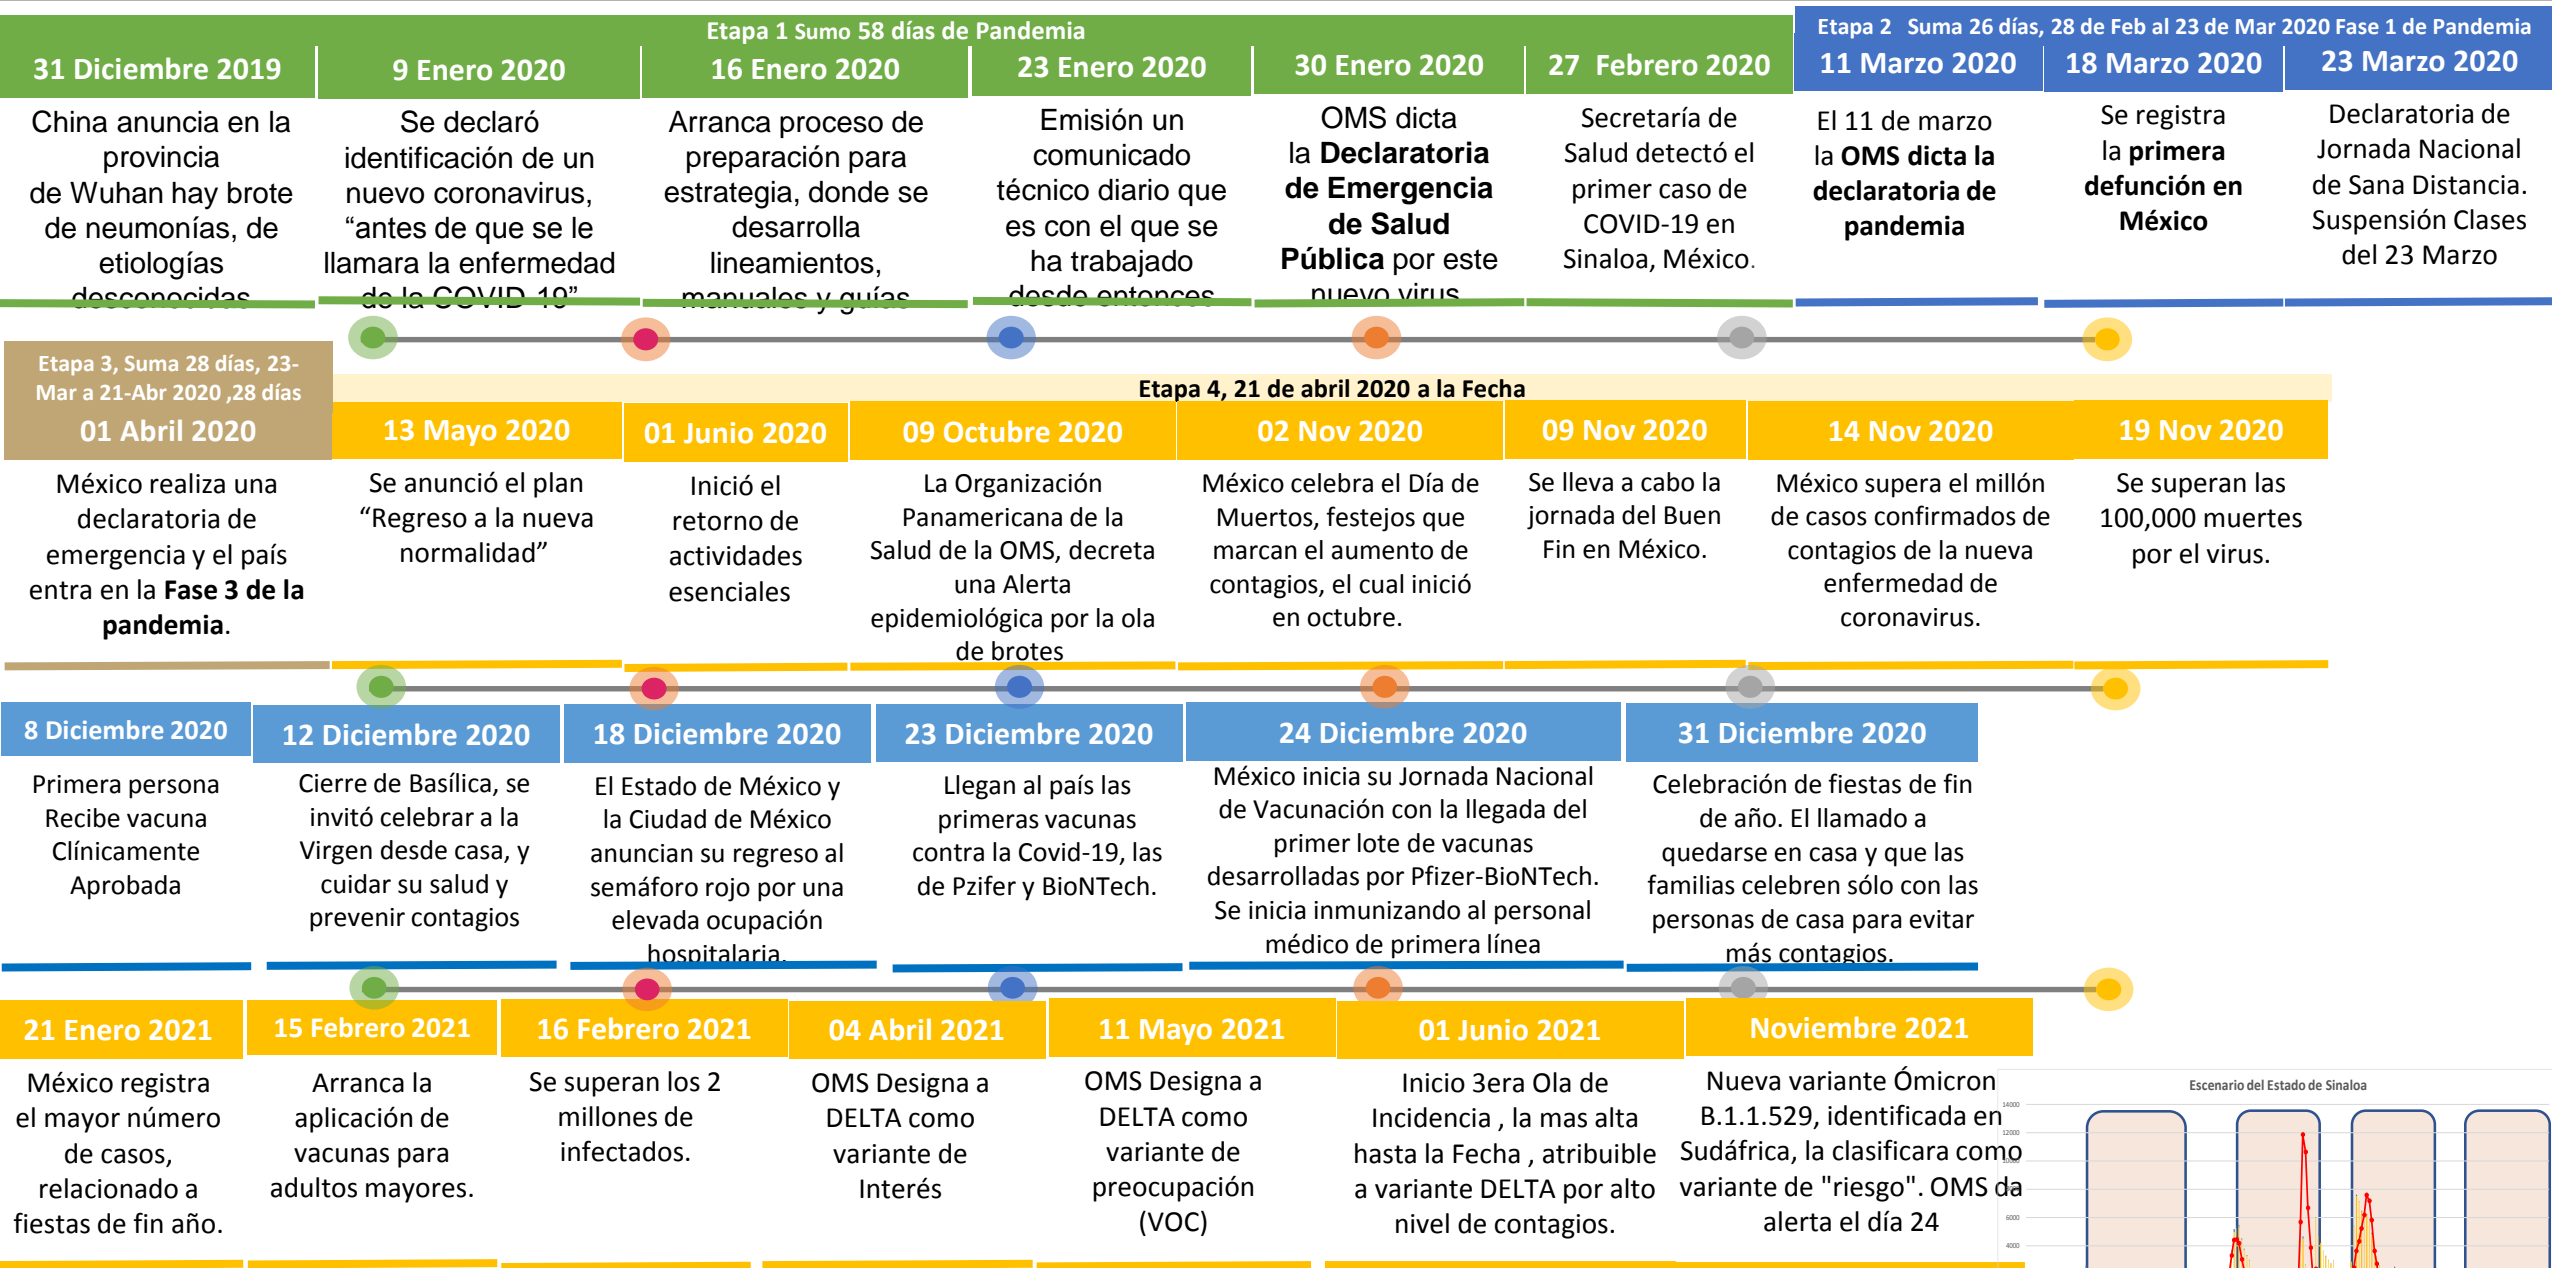 Etapa 1 Sumo 58 días de Pandemia
Etapa 2 Suma 26 días, 28 de Feb al 23 de Mar 2020 Fase 1 de Pandemia
31 Diciembre 2019
China anuncia en la
provincia
de Wuhan hay brote
de neumonías, de
etiologías
desconocidas
9 Enero 2020
Se declaró
identificación de un
nuevo coronavirus,
“antes de que se le
llamara la enfermedad
de la COVID-19”
16 Enero 2020
Arranca proceso de
preparación para
estrategia, donde se
desarrolla
lineamientos,
manuales y guías
23 Enero 2020
Emisión un
comunicado
técnico diario que
es con el que se
ha trabajado
desde entonces
30 Enero 2020
OMS dicta
la Declaratoria
de Emergencia
de Salud
Pública por este
nuevo virus
27 Febrero 2020
Secretaría de
Salud detectó el
primer caso de
COVID-19 en
Sinaloa, México.
11 Marzo 2020
El 11 de marzo
la OMS dicta la
declaratoria de
pandemia
18 Marzo 2020
Se registra
la primera
defunción en
México
23 Marzo 2020
Declaratoria de
Jornada Nacional
de Sana Distancia.
Suspensión Clases
del 23 Marzo
Etapa 3, Suma 28 días, 23-
Mar a 21-Abr 2020 ,28 días
Etapa 4, 21 de abril 2020 a la Fecha
01 Abril 2020
México realiza una
declaratoria de
emergencia y el país
entra en la Fase 3 de la
pandemia.
13 Mayo 2020
Se anunció el plan
“Regreso a la nueva
normalidad”
01 Junio 2020
Inició el
retorno de
actividades
esenciales
09 Octubre 2020
La Organización
Panamericana de la
Salud de la OMS, decreta
una Alerta
epidemiológica por la ola
de brotes
02 Nov 2020
México celebra el Día de
Muertos, festejos que
marcan el aumento de
contagios, el cual inició
en octubre.
09 Nov 2020
Se lleva a cabo la
jornada del Buen
Fin en México.
14 Nov 2020
México supera el millón
de casos confirmados de
contagios de la nueva
enfermedad de
coronavirus.
19 Nov 2020
Se superan las
100,000 muertes
por el virus.
8 Diciembre 2020
Primera persona
Recibe vacuna
Clínicamente
Aprobada
12 Diciembre 2020
Cierre de Basílica, se
invitó celebrar a la
Virgen desde casa, y
cuidar su salud y
prevenir contagios
18 Diciembre 2020
El Estado de México y
la Ciudad de México
anuncian su regreso al
semáforo rojo por una
elevada ocupación
hospitalaria.
23 Diciembre 2020
Llegan al país las
primeras vacunas
contra la Covid-19, las
de Pzifer y BioNTech.
24 Diciembre 2020
México inicia su Jornada Nacional
de Vacunación con la llegada del
primer lote de vacunas
desarrolladas por Pfizer-BioNTech.
Se inicia inmunizando al personal
médico de primera línea
31 Diciembre 2020
Celebración de fiestas de fin
de año. El llamado a
quedarse en casa y que las
familias celebren sólo con las
personas de casa para evitar
más contagios.
21 Enero 2021
México registra
el mayor número
de casos,
relacionado a
fiestas de fin año.
15 Febrero 2021
Arranca la
aplicación de
vacunas para
adultos mayores.
16 Febrero 2021
Se superan los 2
millones de
infectados.
04 Abril 2021
OMS Designa a
DELTA como
variante de
Interés
11 Mayo 2021
OMS Designa a
DELTA como
variante de
preocupación
(VOC)
01 Junio 2021
Inicio 3era Ola de
Incidencia , la mas alta
hasta la Fecha , atribuible
a variante DELTA por alto
nivel de contagios.
Noviembre 2021
Nueva variante Ómicron
B.1.1.529, identificada en
Sudáfrica, la clasificara como
variante de "riesgo". OMS da
alerta el día 24
Escenario del Estado de Sinaloa
14000
12000
6000
4000